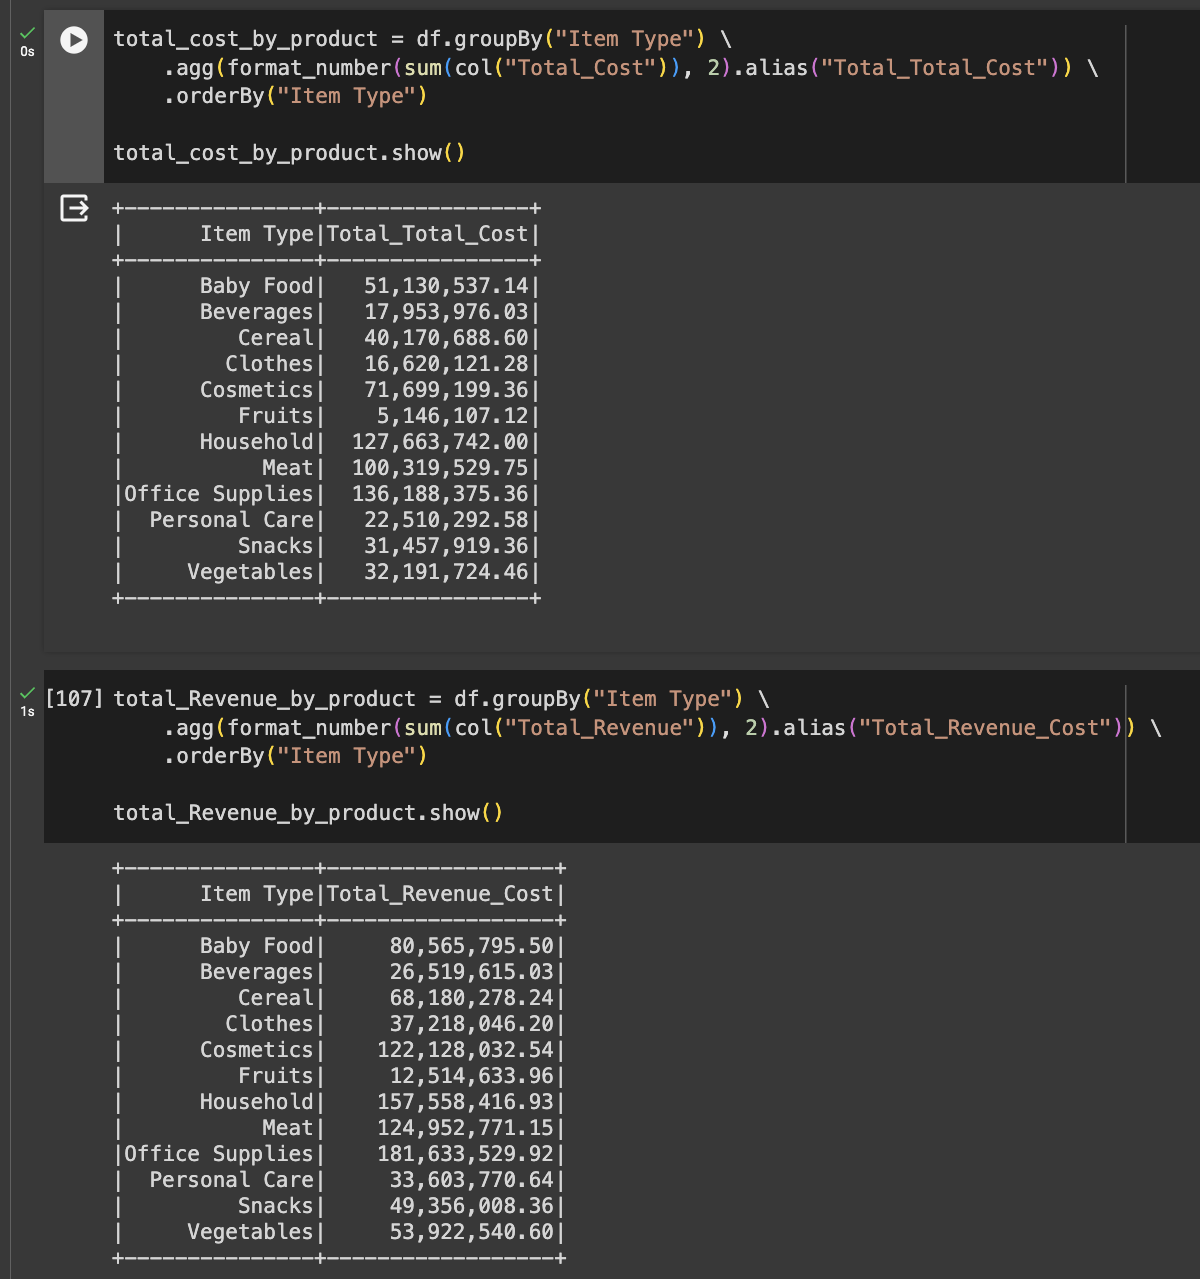 0s
total_cost_by_product = df.groupBy("Item Type") \
    .agg(format_number(sum(col("Total_Cost")), 2).alias("Total_Total_Cost")) \
    .orderBy("Item Type")
total_cost_by_product.show()
+---------------+----------------+
|      Item Type|Total_Total_Cost|
+---------------+----------------+
|      Baby Food|   51,130,537.14|
|      Beverages|   17,953,976.03|
|         Cereal|   40,170,688.60|
|        Clothes|   16,620,121.28|
|      Cosmetics|   71,699,199.36|
|         Fruits|    5,146,107.12|
|      Household|  127,663,742.00|
|           Meat|  100,319,529.75|
|Office Supplies|  136,188,375.36|
|  Personal Care|   22,510,292.58|
|         Snacks|   31,457,919.36|
|     Vegetables|   32,191,724.46|
+---------------+----------------+
1s
[107] total_Revenue_by_product = df.groupBy("Item Type") \
    .agg(format_number(sum(col("Total_Revenue")), 2).alias("Total_Revenue_Cost")) \
    .orderBy("Item Type")
total_Revenue_by_product.show()
+---------------+------------------+
|      Item Type|Total_Revenue_Cost|
+---------------+------------------+
|      Baby Food|     80,565,795.50|
|      Beverages|     26,519,615.03|
|         Cereal|     68,180,278.24|
|        Clothes|     37,218,046.20|
|      Cosmetics|    122,128,032.54|
|         Fruits|     12,514,633.96|
|      Household|    157,558,416.93|
|           Meat|    124,952,771.15|
|Office Supplies|    181,633,529.92|
|  Personal Care|     33,603,770.64|
|         Snacks|     49,356,008.36|
|     Vegetables|     53,922,540.60|
+---------------+------------------+